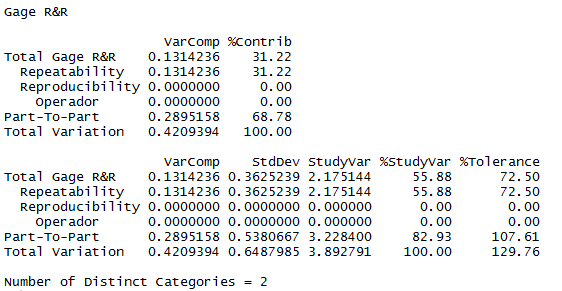 Gage R&R
VarComp %Contrib
Total Gage R&R 0.1314236 31.22
Repeatability 0.1314236 31.22
Reproducibility 0.0000000 0.00
Operador 0.0000000 0.00
Part-To-Part 0.2895158 68.78
Total Variation 0.4209394 100.00
VarComp StdDev StudyVar %StudyVar %Tolerance
Total Gage R&R 0.1314236 0.3625239 2.175144 55.88 72.50
Repeatability 0.1314236 0.3625239 2.175144 55.88 72.50
Reproducibility 0.0000000 0.0000000 0.000000 0.00 0.00
Operador 0.0000000 0.0000000 0.000000 0.00 0.00
Part-To-Part 0.2895158 0.5380667 3.228400 82.93 107.61
Total Variation 0.4209394 0.6487985 3.892791 100.00 129.76
Number of Distinct Categories = 2